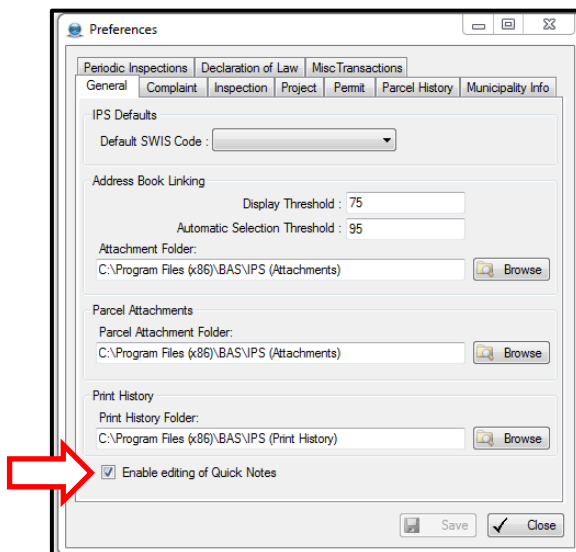 Preferences
Periodic Inspections Declaration of Law Misc Transactions
General Complaint Inspection Project Permit Parcel History Municipality Info
IPS Defaults
Default SWIS Code :
Address Book Linking
Display Threshold : 75
Automatic Selection Threshold : 95
Attachment Folder:
C:\Program Files (x86)\BAS\IPS (Attachments) Browse
Parcel Attachments
Parcel Attachment Folder:
C:\Program Files (x86)\BAS\IPS (Attachments) Browse
Print History
Print History Folder:
C:\Program Files (x86)\BAS\IPS (Print History) Browse
Enable editing of Quick Notes
Save Close